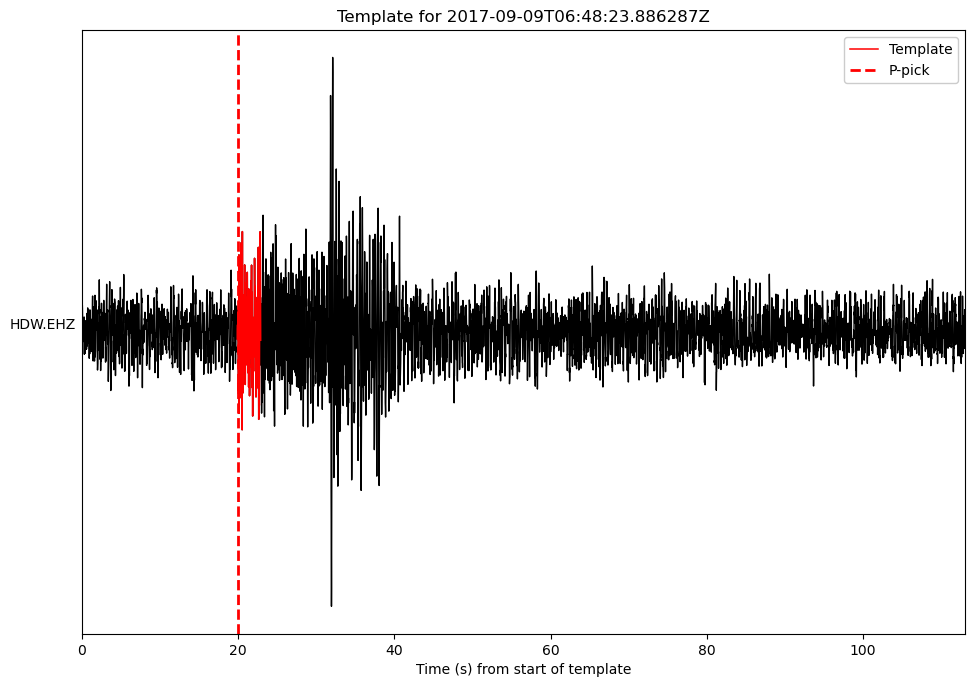 Template for 2017-09-09T06:48:23.886287Z
Template
P-pick
HDW.EHZ
0 20 40 60 80 100
Time (s) from start of template